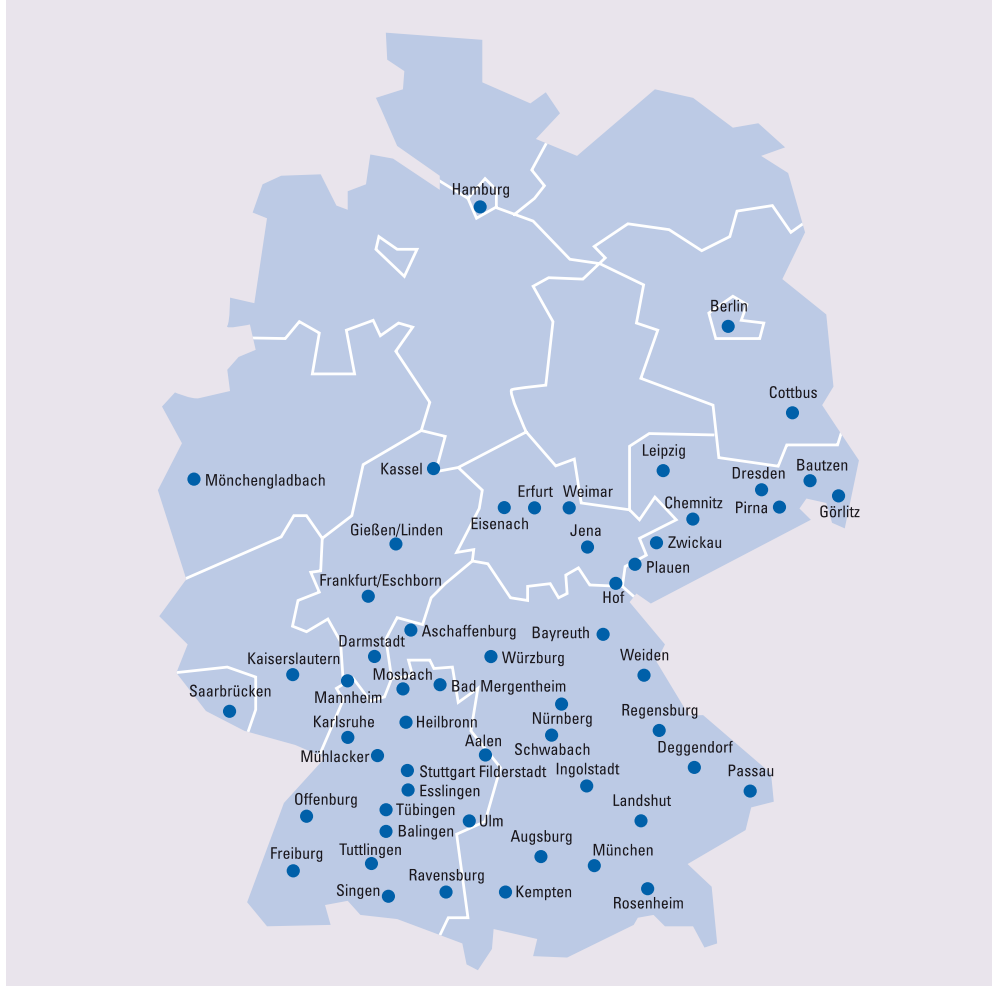 Hamburg
Berlin
Cottbus
Leipzig
Bautzen
Kassel
Dresden
Mönchengladbach
Erfurt
Weimar
Chemnitz
Pirna
Görlitz
Eisenach
Gießen/Linden
Jena
Zwickau
Plauen
Frankfurt/Eschborn
Hof
Aschaffenburg
Bayreuth
Darmstadt
Kaiserslautern
Würzburg
Weiden
Mosbach
Saarbrücken
Bad Mergentheim
Mannheim
Regensburg
Karlsruhe
Heilbronn
Nürnberg
Aalen
Schwabach
Deggendorf
Mühlacker
Stuttgart Filderstadt
Ingolstadt
Passau
Esslingen
Offenburg
Landshut
Tübingen
Ulm
Balingen
Augsburg
Freiburg
Tuttlingen
München
Ravensburg
Singen
Kempten
Rosenheim